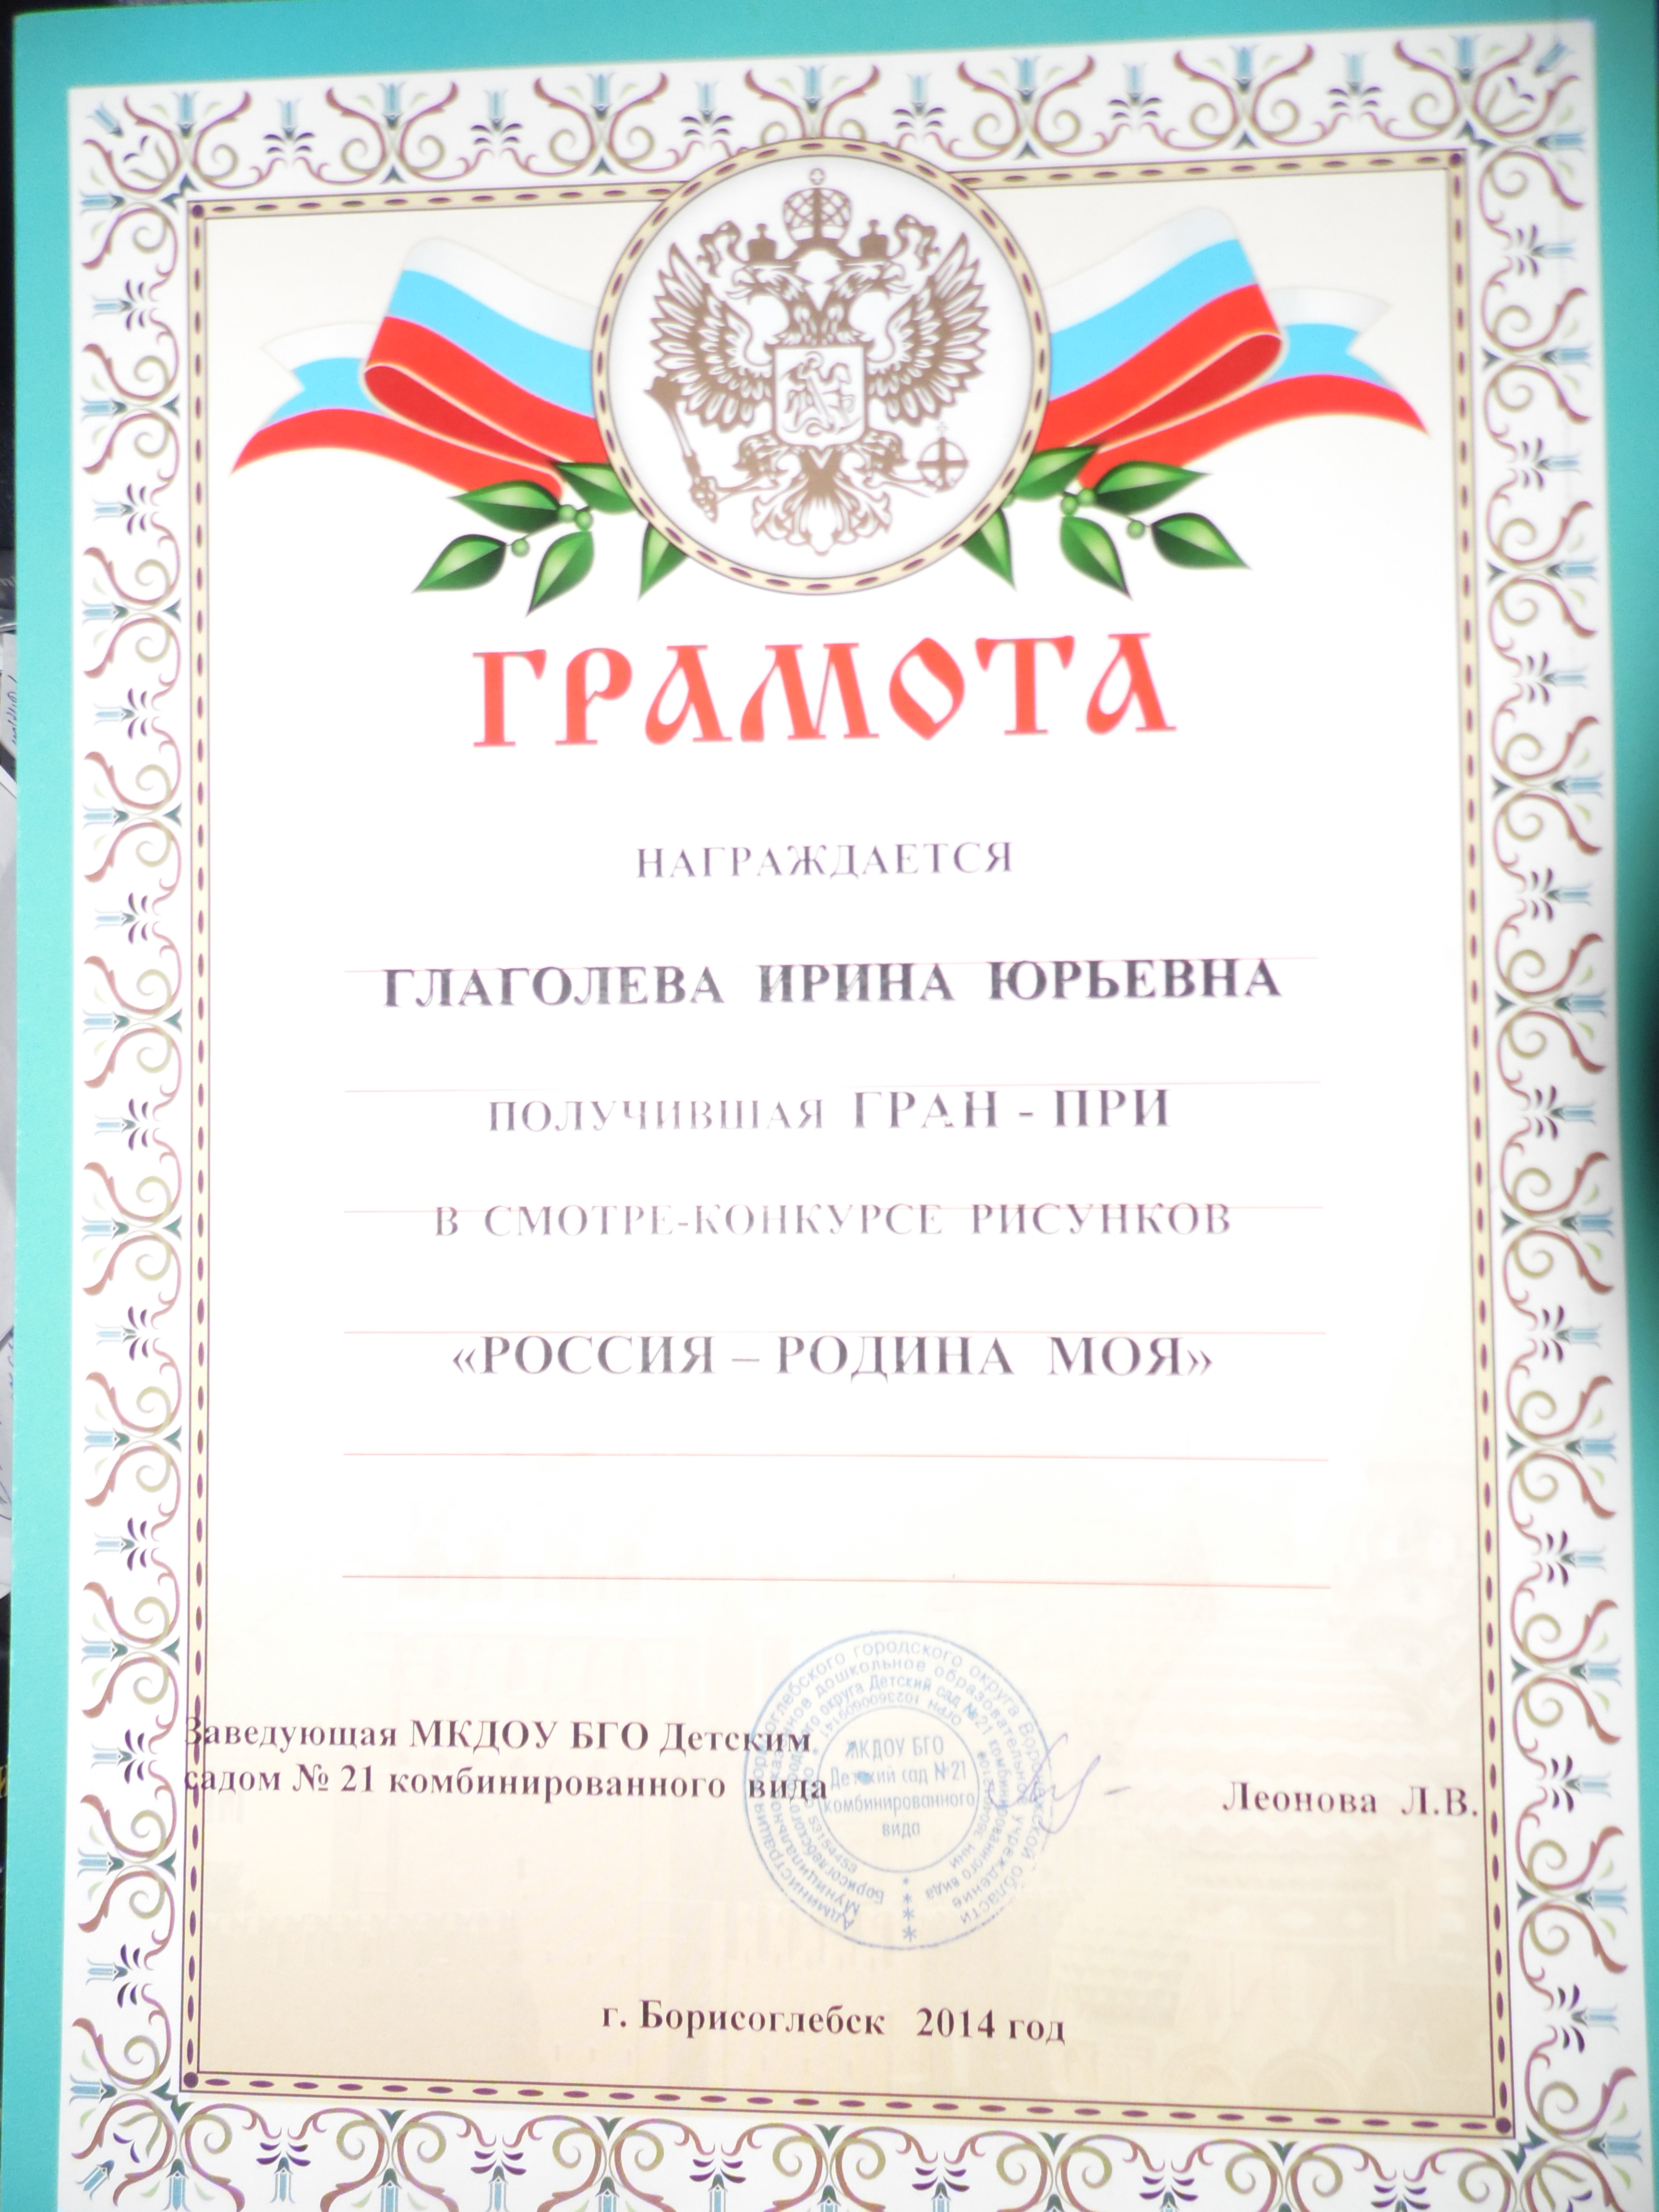 ГРАМОТА
НАГРАЖДАЕТСЯ
ГЛАГОЛЕВА ИРИНА ЮРЬЕВНА
ПОЛУЧИВШАЯ ГРАН - ПРИ
В СМОТРЕ-КОНКУРСЕ РИСУНКОВ
«РОССИЯ – РОДИНА МОЯ»
Заведующая МКДОУ БГО Детским
садом № 21 комбинированного вида
Леонова Л.В.
МКДОУ БГО
Детский сад №21
комбинированного
вида
г. Борисоглебск 2014 год